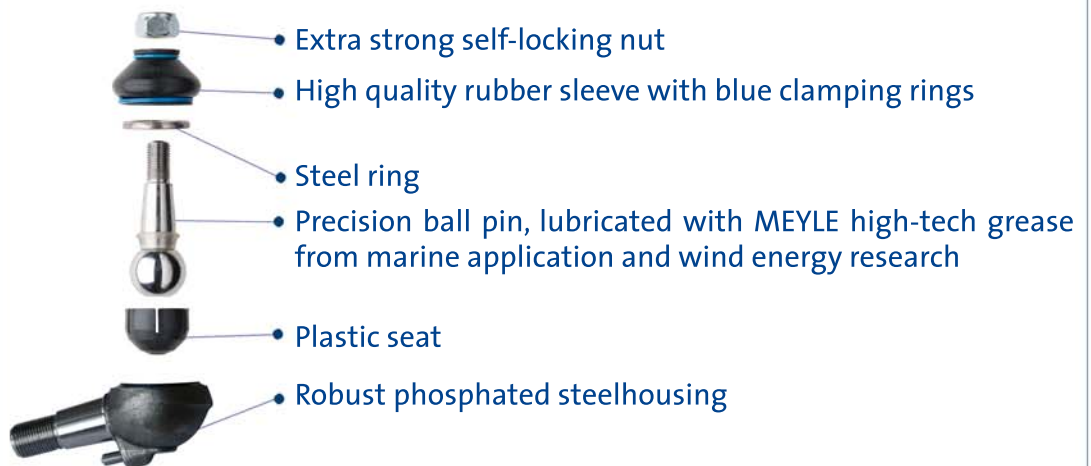 Extra strong self-locking nut
High quality rubber sleeve with blue clamping rings
Steel ring
Precision ball pin, lubricated with MEYLE high-tech grease
from marine application and wind energy research
Plastic seat
Robust phosphated steelhousing